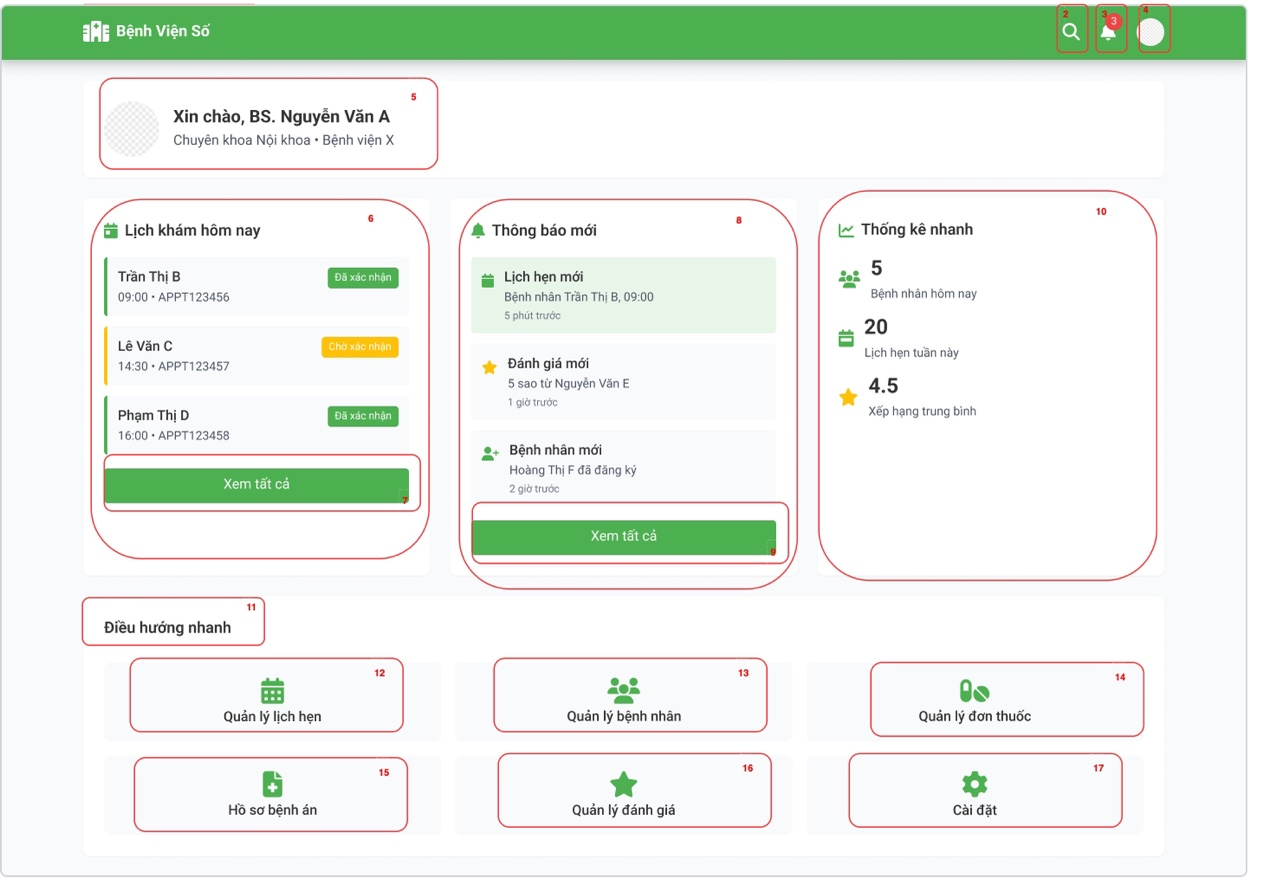 Bệnh Viện Số
2
3
3
4
5
Xin chào, BS. Nguyễn Văn A
Chuyên khoa Nội khoa • Bệnh viện X
6
Lịch khám hôm nay
Trần Thị B
Đã xác nhận
09:00 • APPT123456
Lê Văn C
Chờ xác nhận
14:30 • APPT123457
Phạm Thị D
Đã xác nhận
16:00 • APPT123458
Xem tất cả
7
8
Thông báo mới
Lịch hẹn mới
Bệnh nhân Trần Thị B, 09:00
5 phút trước
Đánh giá mới
5 sao từ Nguyễn Văn E
1 giờ trước
Bệnh nhân mới
Hoàng Thị F đã đăng ký
2 giờ trước
Xem tất cả
9
10
Thống kê nhanh
5
Bệnh nhân hôm nay
20
Lịch hẹn tuần này
4.5
Xếp hạng trung bình
11
Điều hướng nhanh
12
Quản lý lịch hẹn
13
Quản lý bệnh nhân
14
Quản lý đơn thuốc
15
Hồ sơ bệnh án
16
Quản lý đánh giá
17
Cài đặt